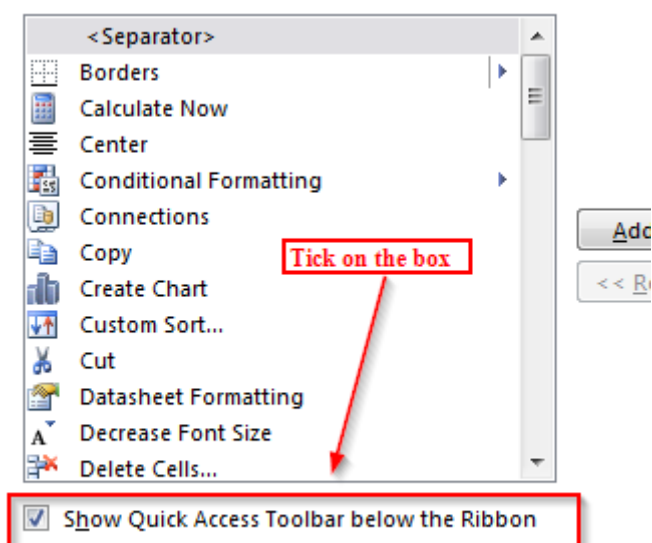 <Separator>
Borders
Calculate Now
Center
Conditional Formatting
Connections
Copy
Tick on the box
Create Chart
Custom Sort...
Cut
Datasheet Formatting
Decrease Font Size
Delete Cells...
Show Quick Access Toolbar below the Ribbon
Add
<< R